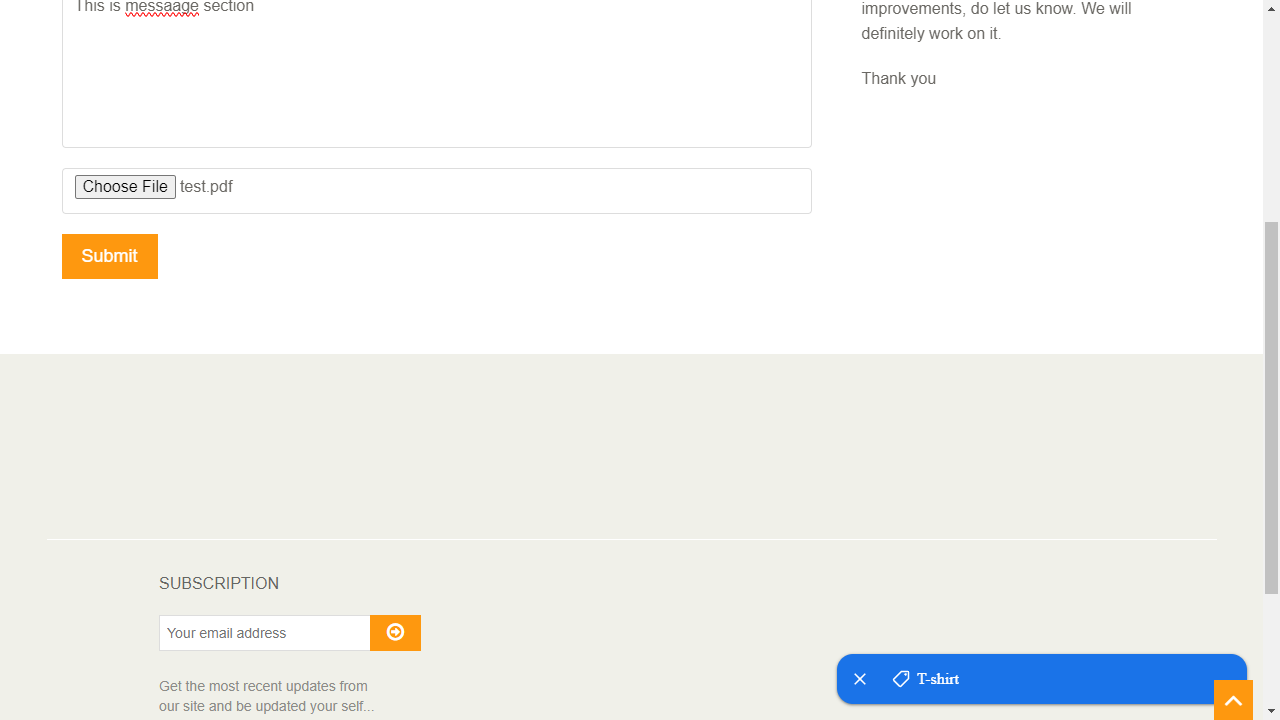 This is messaage section
improvements, do let us know. We will
definitely work on it.
Thank you
Choose File test.pdf
Submit
SUBSCRIPTION
Your email address
Get the most recent updates from
our site and be updated your self...
T-shirt